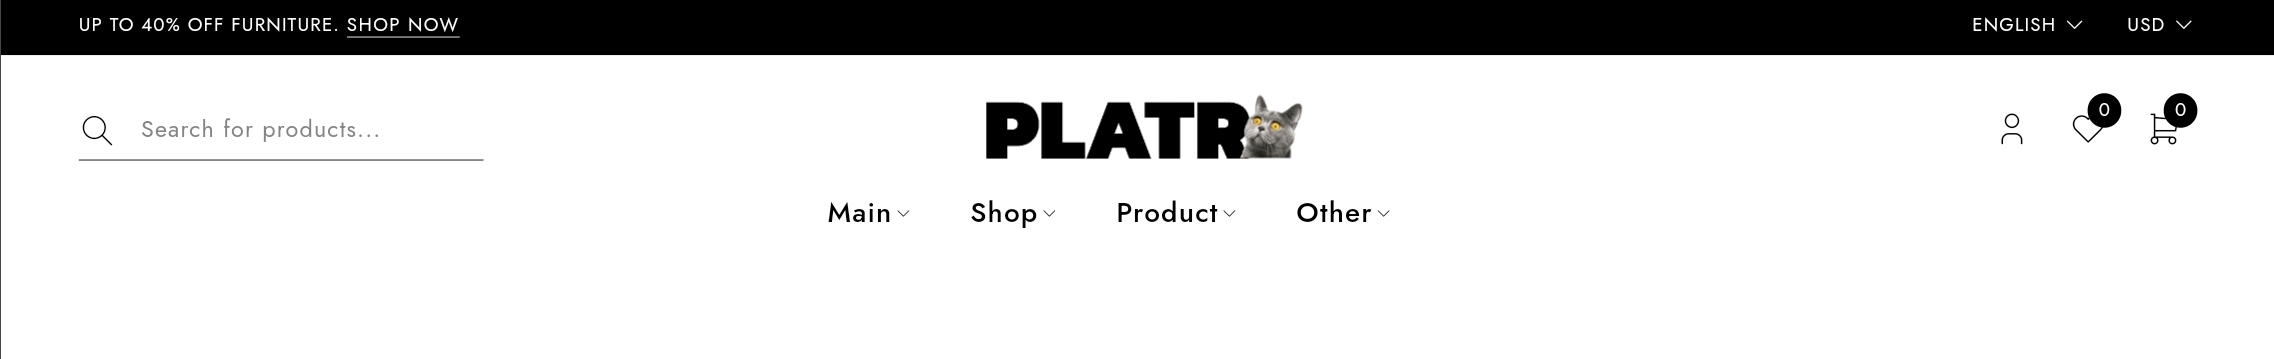 UP TO 40% OFF FURNITURE. SHOP NOW
ENGLISH USD
Search for products...
PLATR
0 0
Main Shop Product Other